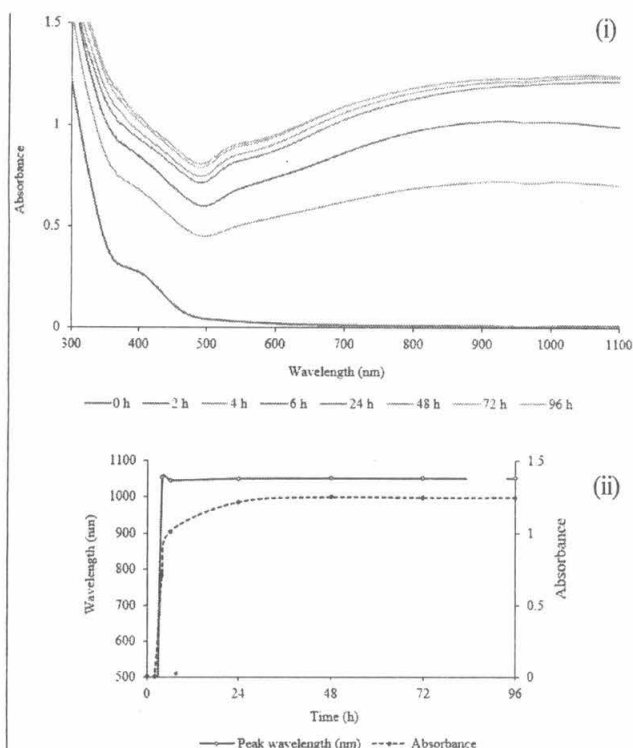 (i)
1.5
1
0.5
0
Absorbance
300 400 500 600 700 800 900 1000 1100
Wavelength (nm)
0 h 2 h 4 h 6 h 24 h 48 h 72 h 96 h
(ii)
1100
1000
900
800
700
600
500
Wavelength (nm)
1.5
1
0.5
0
Absorbance
0 24 48 72 96
Time (h)
Peak wavelength (nm) Absorbance